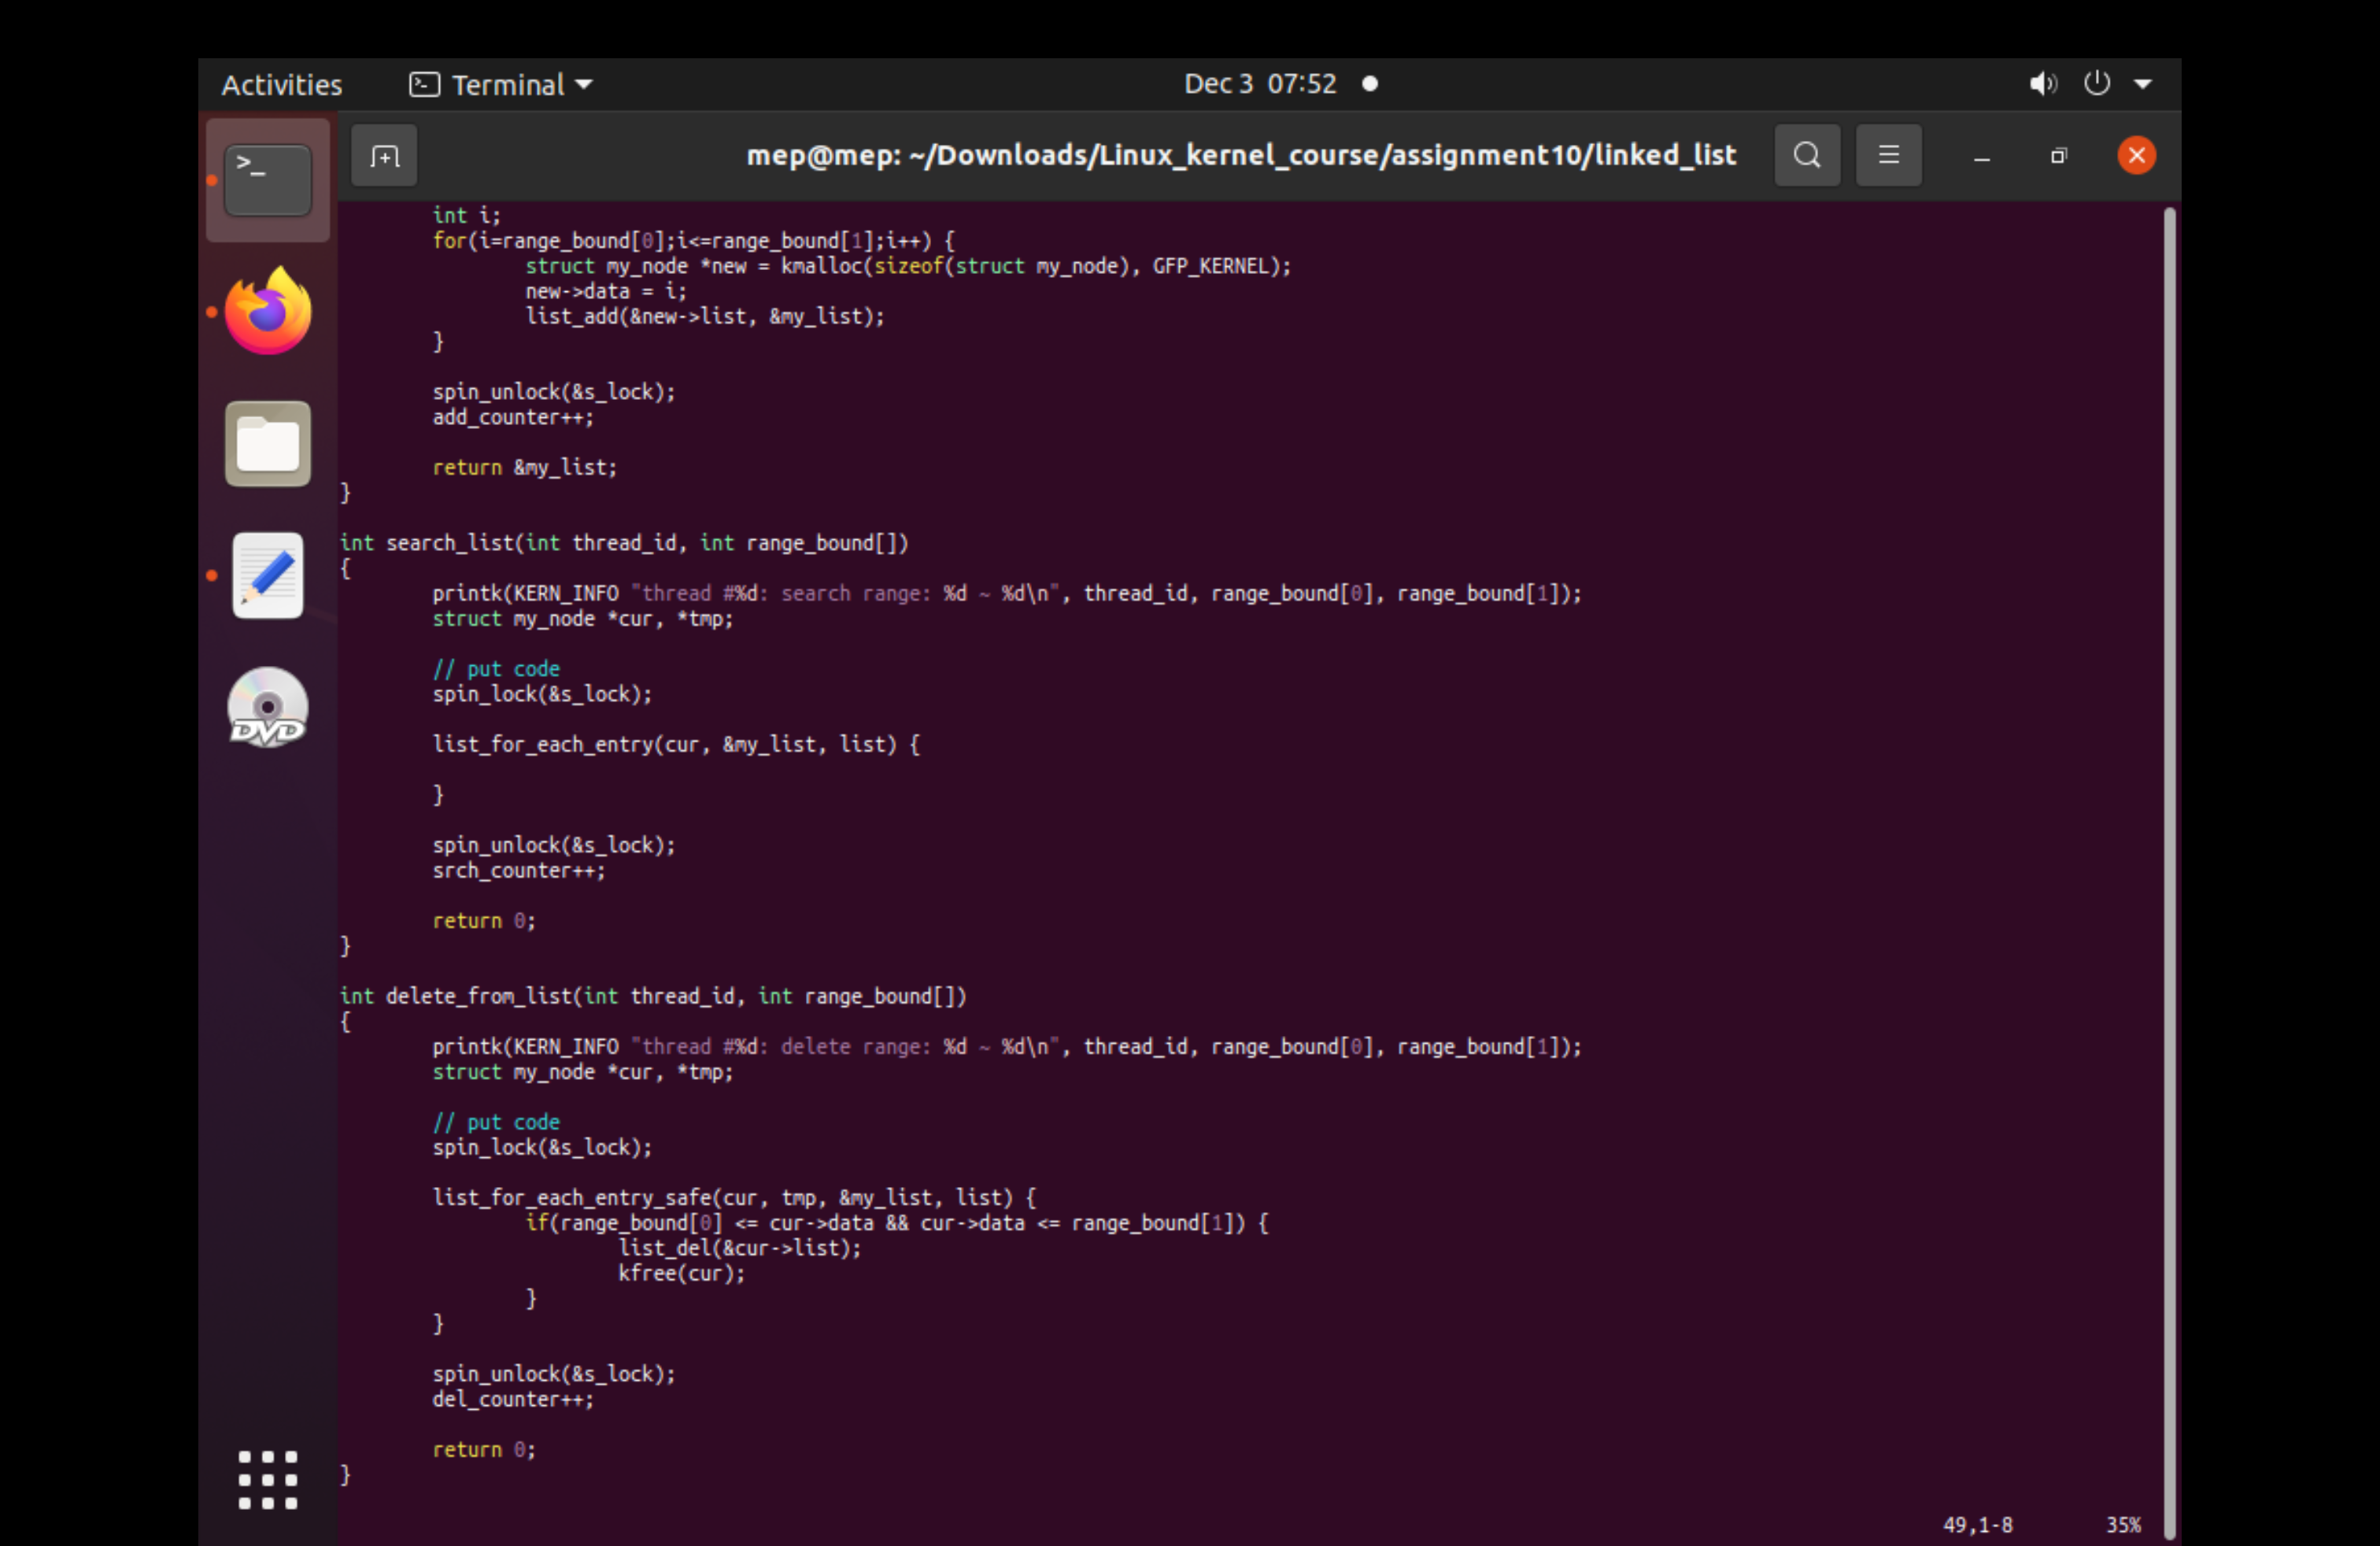 Activities
Terminal
Dec 3 07:52
mep@mep: ~/Downloads/Linux_kernel_course/assignment10/linked_list
>_
int i;
for(i=range_bound[0];i<=range_bound[1];i++) {
struct my_node *new = kmalloc(sizeof(struct my_node), GFP_KERNEL);
new->data = i;
list_add(&new->list, &my_list);
}
spin_unlock(&s_lock);
add_counter++;
return &my_list;
}
int search_list(int thread_id, int range_bound[])
{
printk(KERN_INFO "thread #%d: search range: %d ~ %d\n", thread_id, range_bound[0], range_bound[1]);
struct my_node *cur, *tmp;
// put code
spin_lock(&s_lock);
list_for_each_entry(cur, &my_list, list) {
}
spin_unlock(&s_lock);
srch_counter++;
return 0;
}
int delete_from_list(int thread_id, int range_bound[])
{
printk(KERN_INFO "thread #%d: delete range: %d ~ %d\n", thread_id, range_bound[0], range_bound[1]);
struct my_node *cur, *tmp;
// put code
spin_lock(&s_lock);
list_for_each_entry_safe(cur, tmp, &my_list, list) {
if(range_bound[0] <= cur->data && cur->data <= range_bound[1]) {
list_del(&cur->list);
kfree(cur);
}
}
spin_unlock(&s_lock);
del_counter++;
return 0;
}
49,1-8 35%
DVD